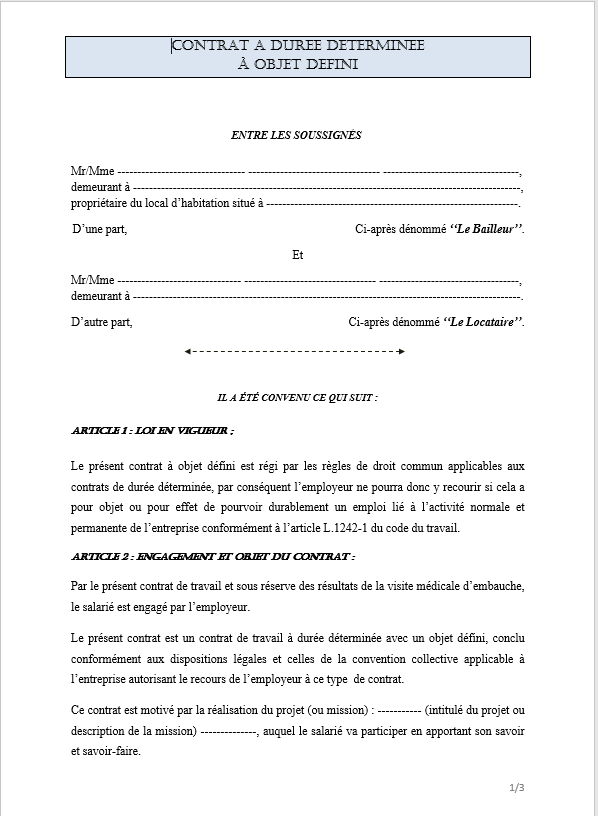 CONTRAT A DUREE DETERMINEE
À OBJET DEFINI
ENTRE LES SOUSSIGNÉS
Mr/Mme ------------------------------- -------------------------------- ---------------------------------,
demeurant à -----------------------------------------------------------------------------------------------,
propriétaire du local d’habitation situé à --------------------------------------------------------------.
D’une part, Ci-après dénommé ‘‘Le Bailleur’’.
Et
Mr/Mme ------------------------------- -------------------------------- ---------------------------------,
demeurant à -----------------------------------------------------------------------------------------------.
D’autre part, Ci-après dénommé ‘‘Le Locataire’’.
IL A ÉTÉ CONVENU CE QUI SUIT :
ARTICLE 1 : LOI EN VIGUEUR :
Le présent contrat à objet défini est régi par les règles de droit commun applicables aux
contrats de durée déterminée, par conséquent l’employeur ne pourra donc y recourir si cela a
pour objet ou pour effet de pourvoir durablement un emploi lié à l’activité normale et
permanente de l’entreprise conformément à l’article L.1242-1 du code du travail.
ARTICLE 2 : ENGAGEMENT ET OBJET DU CONTRAT :
Par le présent contrat de travail et sous réserve des résultats de la visite médicale d’embauche,
le salarié est engagé par l’employeur.
Le présent contrat est un contrat de travail à durée déterminée avec un objet défini, conclu
conformément aux dispositions légales et celles de la convention collective applicable à
l’entreprise autorisant le recours de l’employeur à ce type de contrat.
Ce contrat est motivé par la réalisation du projet (ou mission) : ----------- (intitulé du projet ou
description de la mission) --------------, auquel le salarié va participer en apportant son savoir
et savoir-faire.
1/3